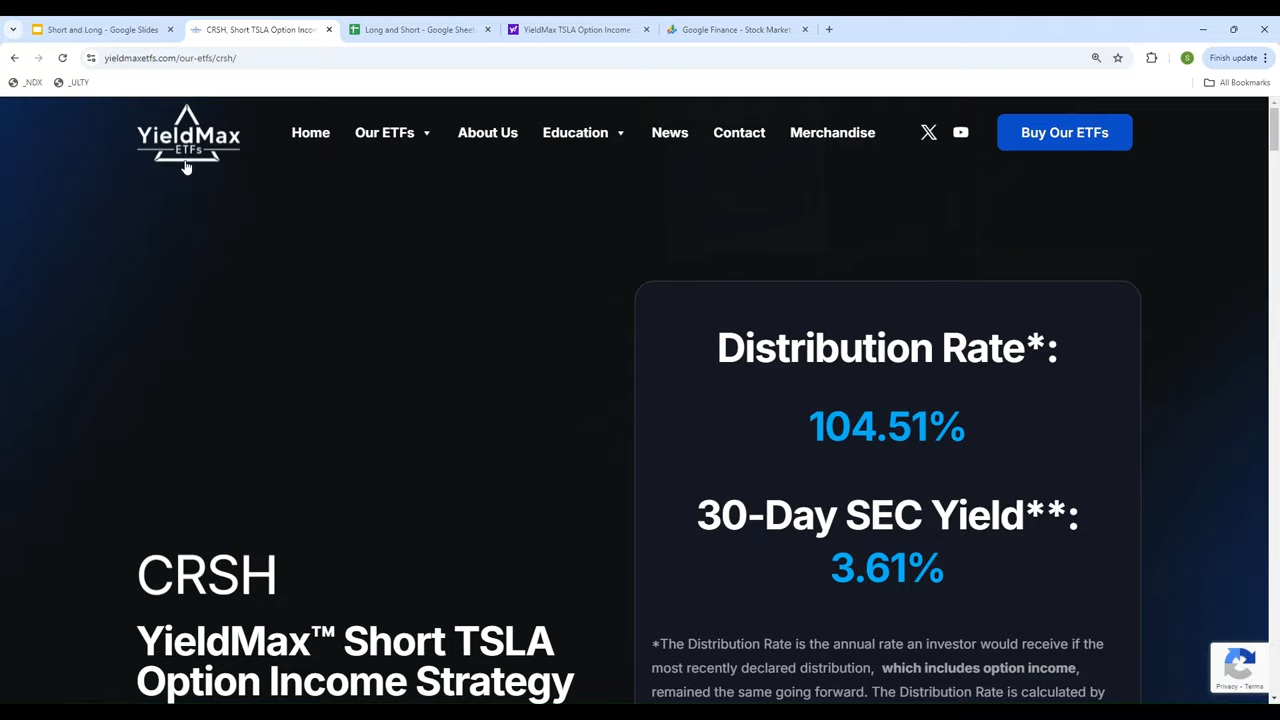 Short and Long - Google Slides
CRSH, Short TSLA Option Inco
Long and Short - Google Sheet
YieldMax TSLA Option Income
Google Finance - Stock Market
yieldmaxetfs.com/our-etfs/crsh/
S
Finish update
_NDX
_ULTY
All Bookmarks
YieldMax
ETFs
Home
Our ETFs
About Us
Education
News
Contact
Merchandise
Buy Our ETFs
Distribution Rate*:
104.51%
30-Day SEC Yield**:
3.61%
CRSH
YieldMax™ Short TSLA
Option Income Strategy
*The Distribution Rate is the annual rate an investor would receive if the
most recently declared distribution, which includes option income,
remained the same going forward. The Distribution Rate is calculated by
Privacy - Terms